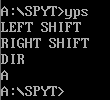 A:\SPYT>yps
LEFT SHIFT
RIGHT SHIFT
DIR
A
A:\SPYT>